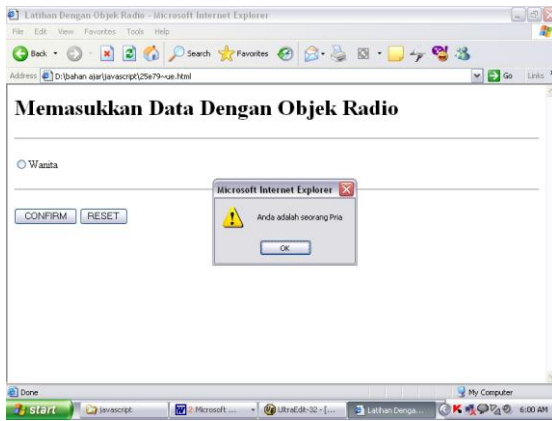 Latihan Dengan Objek Radio - Microsoft Internet Explorer
File Edit View Favorites Tools Help
Back Search Favorites
Address D:\bahan ajar\javascript\25e79~ue.html Go Links
Memasukkan Data Dengan Objek Radio
Wanita
Microsoft Internet Explorer
Anda adalah seorang Pria
OK
CONFIRM RESET
Done My Computer
start javascript 2 Microsoft ... UltraEdit-32 - [... Latihan Denga... 6:00 AM